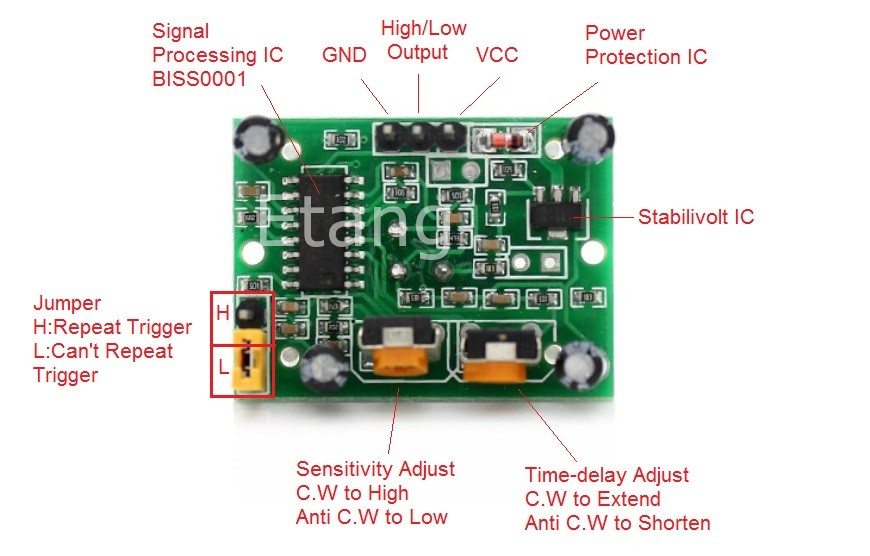 Signal
Processing IC
BISS0001
GND
High/Low
Output
VCC
Power
Protection IC
102
Etang
Stabilivolt IC
Jumper
H:Repeat Trigger
L:Can't Repeat
Trigger
H
L
Sensitivity Adjust
C.W to High
Anti C.W to Low
Time-delay Adjust
C.W to Extend
Anti C.W to Shorten